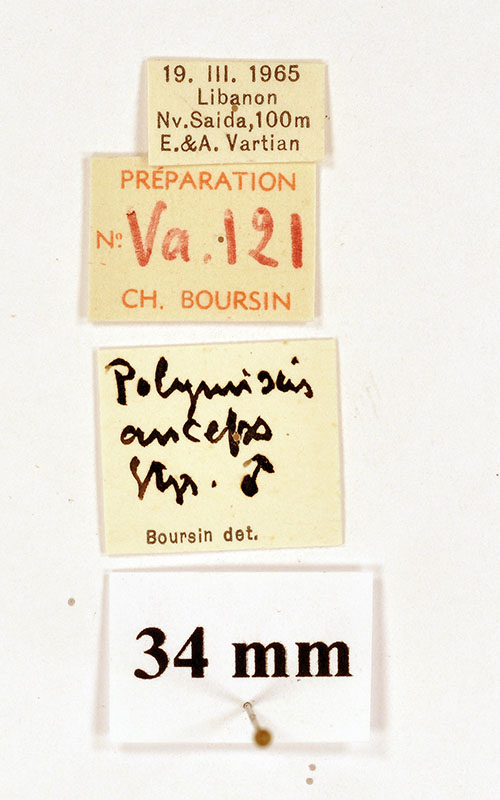 19. III. 1965
Libanon
Nv.Saida,100m
E.&A. Vartian
PRÉPARATION
Nº Va.121
CH. BOURSIN
Polymixis
anceps
Stgr. ♂
Boursin det.
34 mm